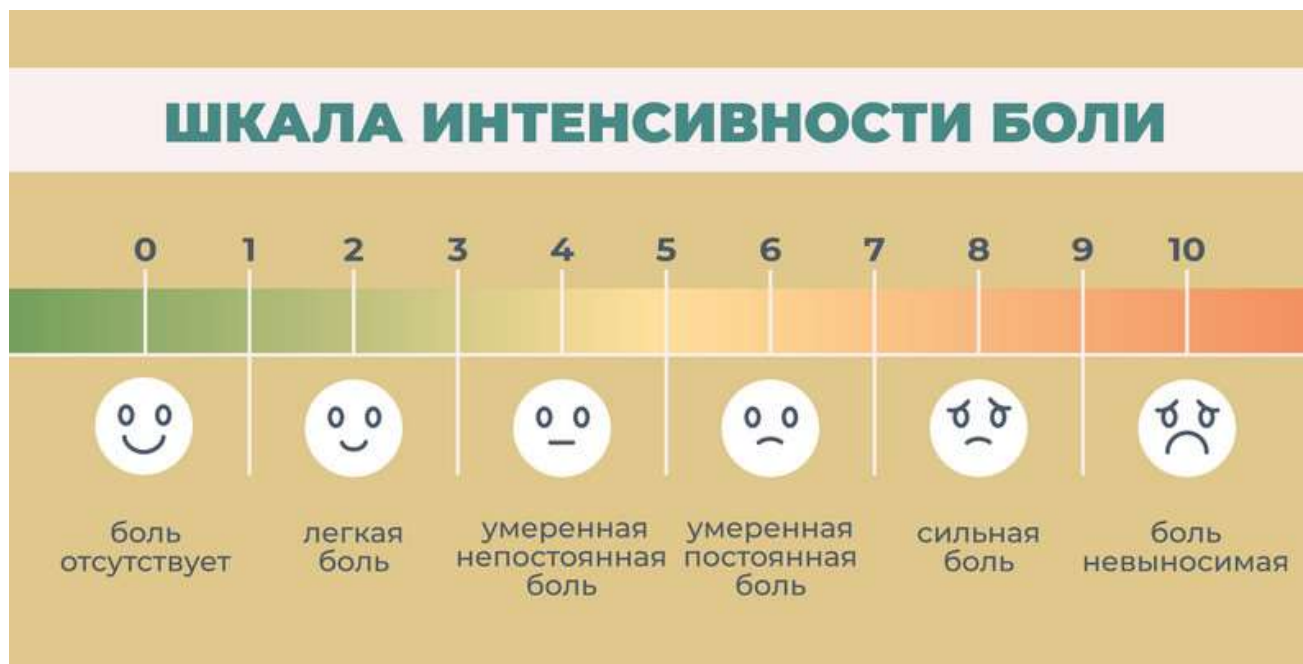 ШКАЛА ИНТЕНСИВНОСТИ БОЛИ
0 1 2 3 4 5 6 7 8 9 10
боль
отсутствует
легкая
боль
умеренная
непостоянная
боль
умеренная
постоянная
боль
сильная
боль
боль
невыносимая